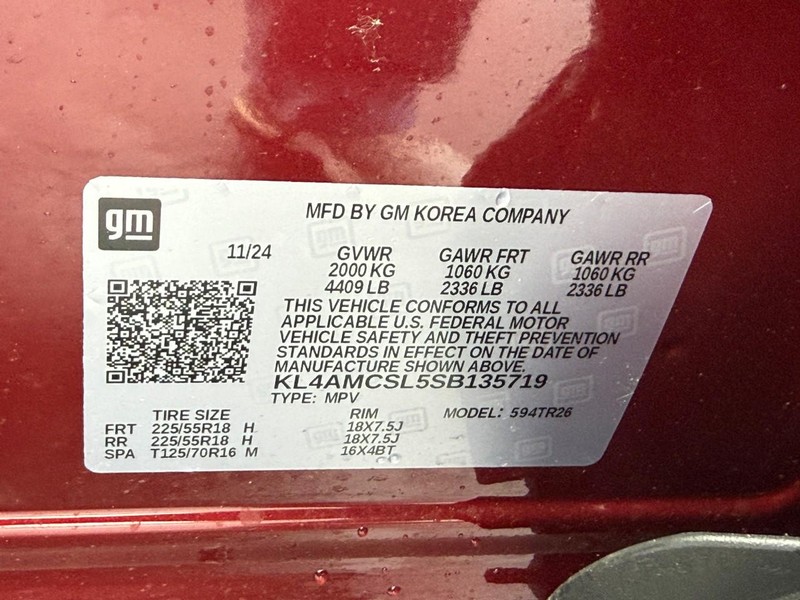 gm
MFD BY GM KOREA COMPANY
11/24 GVWR GAWR FRT GAWR RR
2000 KG 1060 KG 1060 KG
4409 LB 2336 LB 2336 LB
THIS VEHICLE CONFORMS TO ALL
APPLICABLE U.S. FEDERAL MOTOR
VEHICLE SAFETY AND THEFT PREVENTION
STANDARDS IN EFFECT ON THE DATE OF
MANUFACTURE SHOWN ABOVE.
KL4AMCSL5SB135719
TYPE: MPV
TIRE SIZE RIM MODEL: 594TR26
FRT 225/55R18 H 18X7.5J
RR 225/55R18 H 18X7.5J
SPA T125/70R16 M 16X4BT